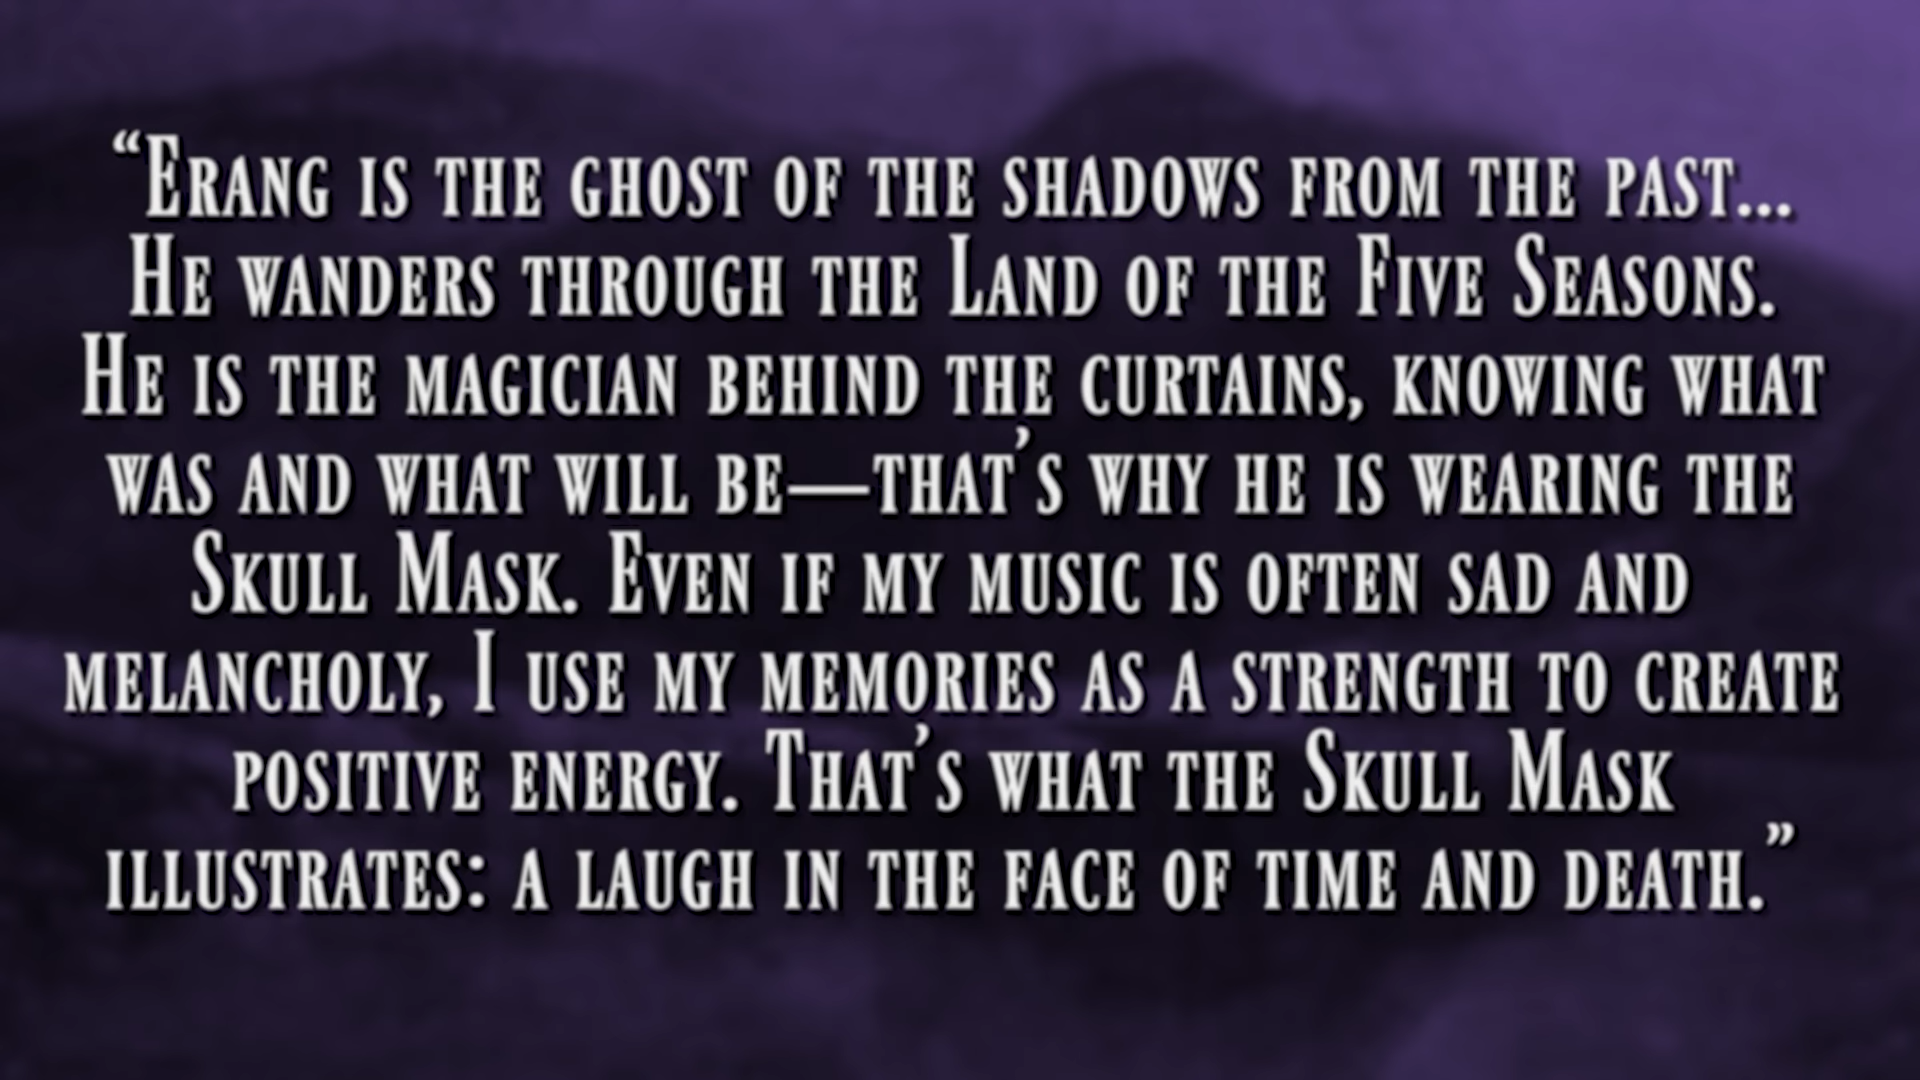 “Erang is the ghost of the shadows from the past...
He wanders through the Land of the Five Seasons.
He is the magician behind the curtains, knowing what
was and what will be—that’s why he is wearing the
Skull Mask. Even if my music is often sad and
melancholy, I use my memories as a strength to create
positive energy. That’s what the Skull Mask
illustrates: a laugh in the face of time and death.”